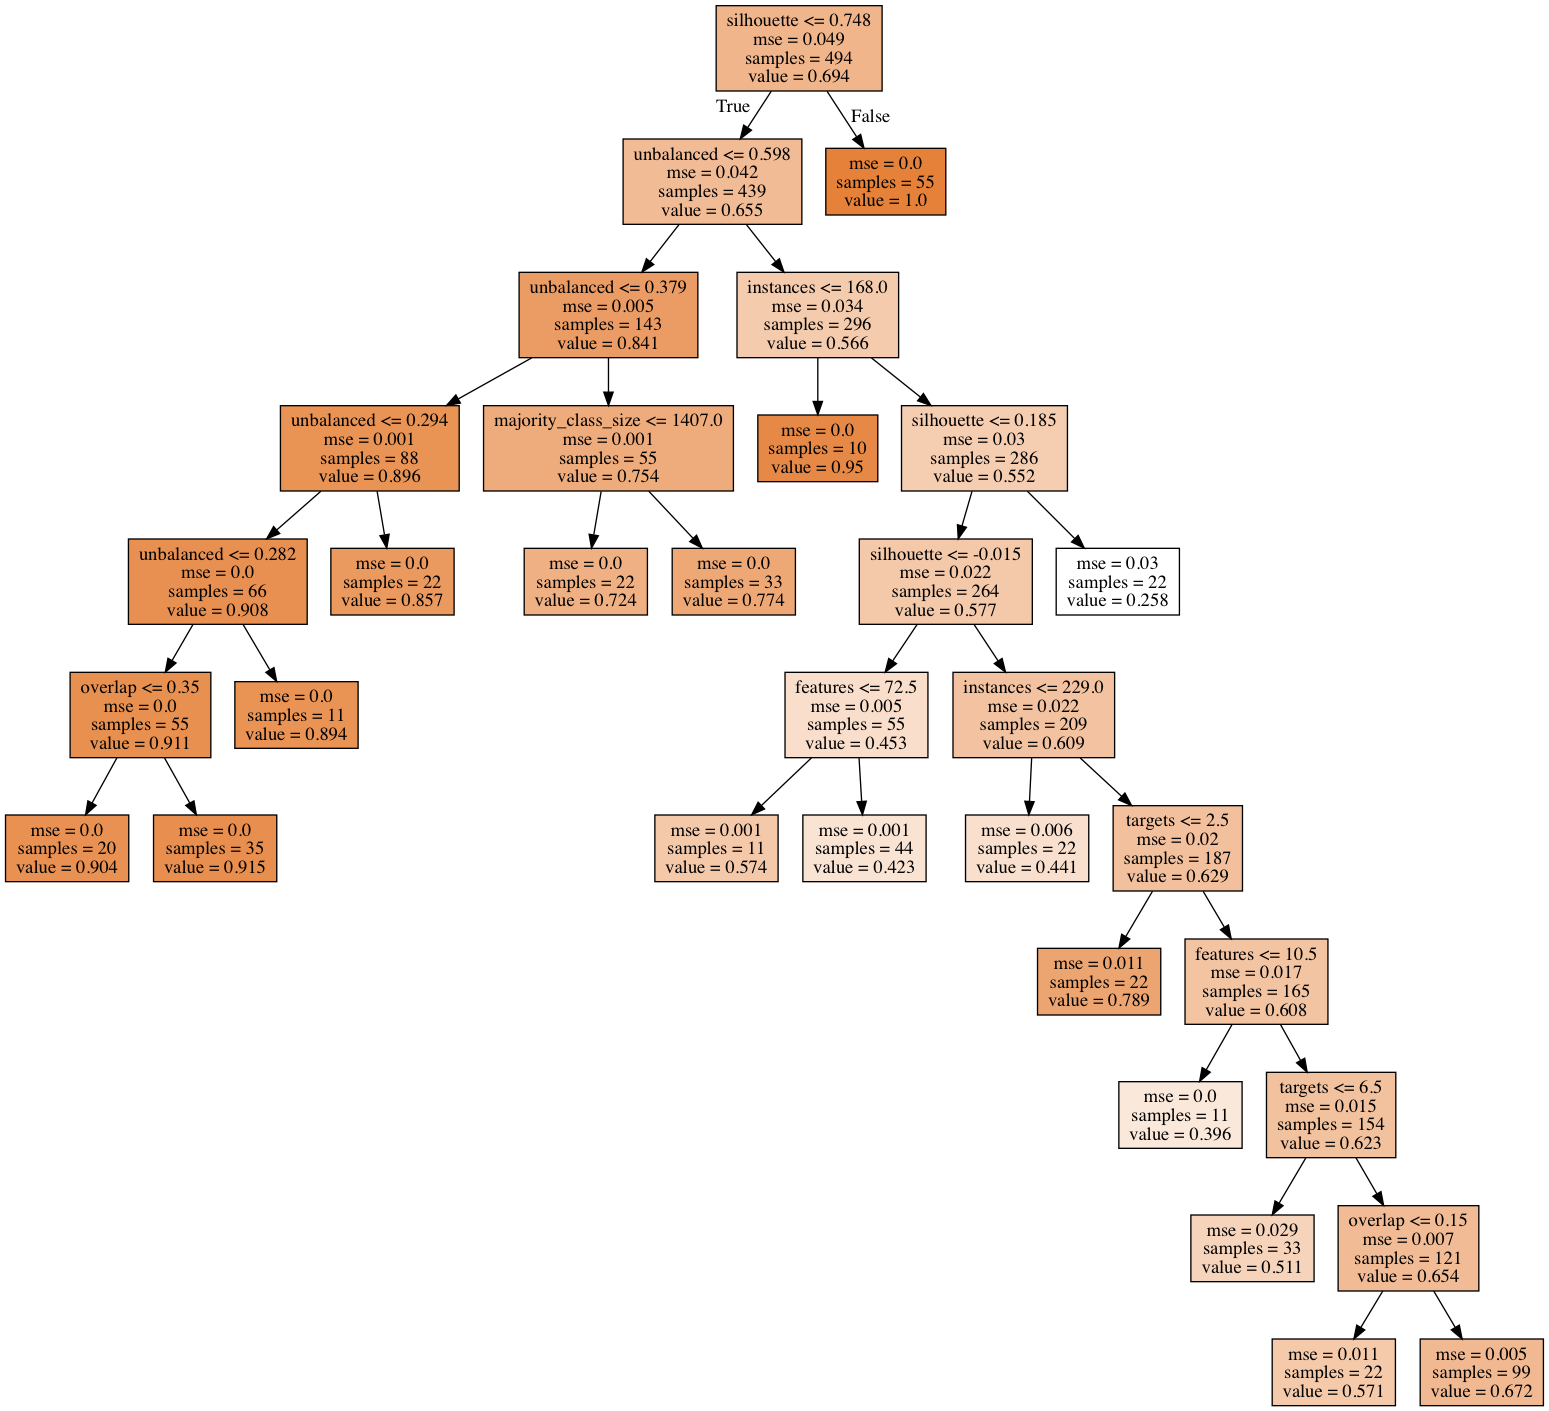 silhouette <= 0.748
mse = 0.049
samples = 494
value = 0.694
True
False
unbalanced <= 0.598
mse = 0.042
samples = 439
value = 0.655
mse = 0.0
samples = 55
value = 1.0
unbalanced <= 0.379
mse = 0.005
samples = 143
value = 0.841
instances <= 168.0
mse = 0.034
samples = 296
value = 0.566
unbalanced <= 0.294
mse = 0.001
samples = 88
value = 0.896
majority_class_size <= 1407.0
mse = 0.001
samples = 55
value = 0.754
mse = 0.0
samples = 10
value = 0.95
silhouette <= 0.185
mse = 0.03
samples = 286
value = 0.552
unbalanced <= 0.282
mse = 0.0
samples = 66
value = 0.908
mse = 0.0
samples = 22
value = 0.857
mse = 0.0
samples = 22
value = 0.724
mse = 0.0
samples = 33
value = 0.774
silhouette <= -0.015
mse = 0.022
samples = 264
value = 0.577
mse = 0.03
samples = 22
value = 0.258
overlap <= 0.35
mse = 0.0
samples = 55
value = 0.911
mse = 0.0
samples = 11
value = 0.894
features <= 72.5
mse = 0.005
samples = 55
value = 0.453
instances <= 229.0
mse = 0.022
samples = 209
value = 0.609
mse = 0.0
samples = 20
value = 0.904
mse = 0.0
samples = 35
value = 0.915
mse = 0.001
samples = 11
value = 0.574
mse = 0.001
samples = 44
value = 0.423
mse = 0.006
samples = 22
value = 0.441
targets <= 2.5
mse = 0.02
samples = 187
value = 0.629
mse = 0.011
samples = 22
value = 0.789
features <= 10.5
mse = 0.017
samples = 165
value = 0.608
mse = 0.0
samples = 11
value = 0.396
targets <= 6.5
mse = 0.015
samples = 154
value = 0.623
mse = 0.029
samples = 33
value = 0.511
overlap <= 0.15
mse = 0.007
samples = 121
value = 0.654
mse = 0.011
samples = 22
value = 0.571
mse = 0.005
samples = 99
value = 0.672